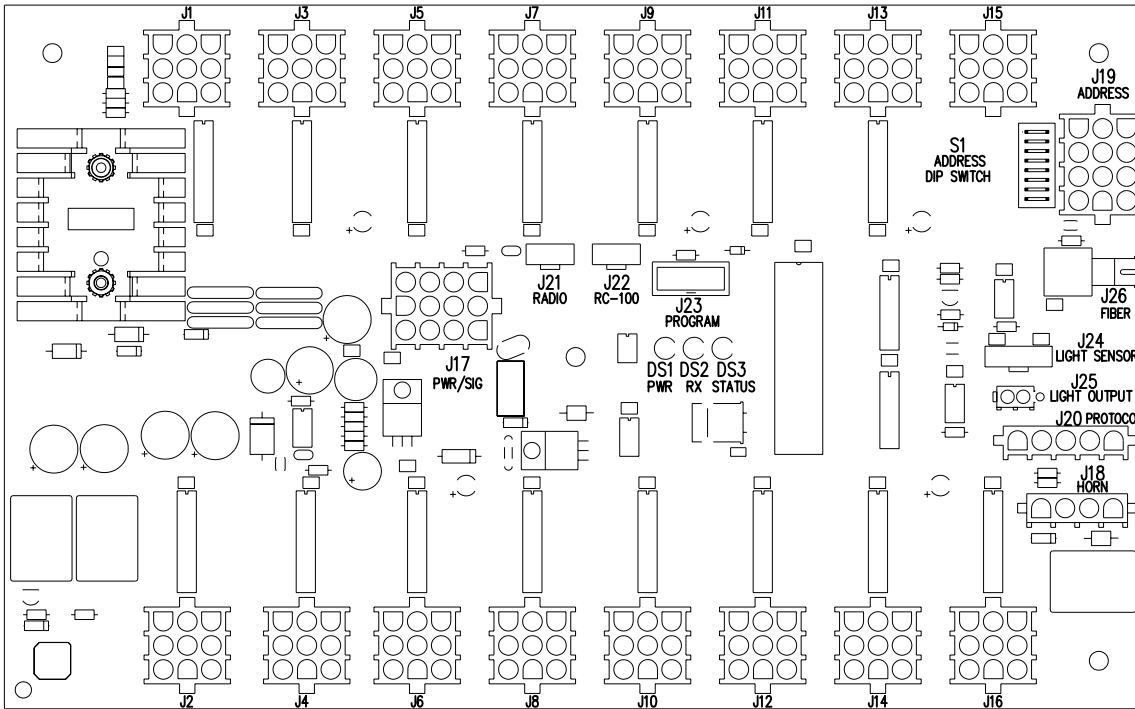 J1 J3 J5 J7 J9 J11 J13 J15
J19
ADDRESS
S1
ADDRESS
DIP SWITCH
J21
RADIO
J22
RC-100
J23
PROGRAM
J26
FIBER
J17
PWR/SIG
DS1 DS2 DS3
PWR RX STATUS
J24
LIGHT SENSOR
J25
LIGHT OUTPUT
J20 PROTOCO
J18
HORN
J2 J4 J6 J8 J10 J12 J14 J16